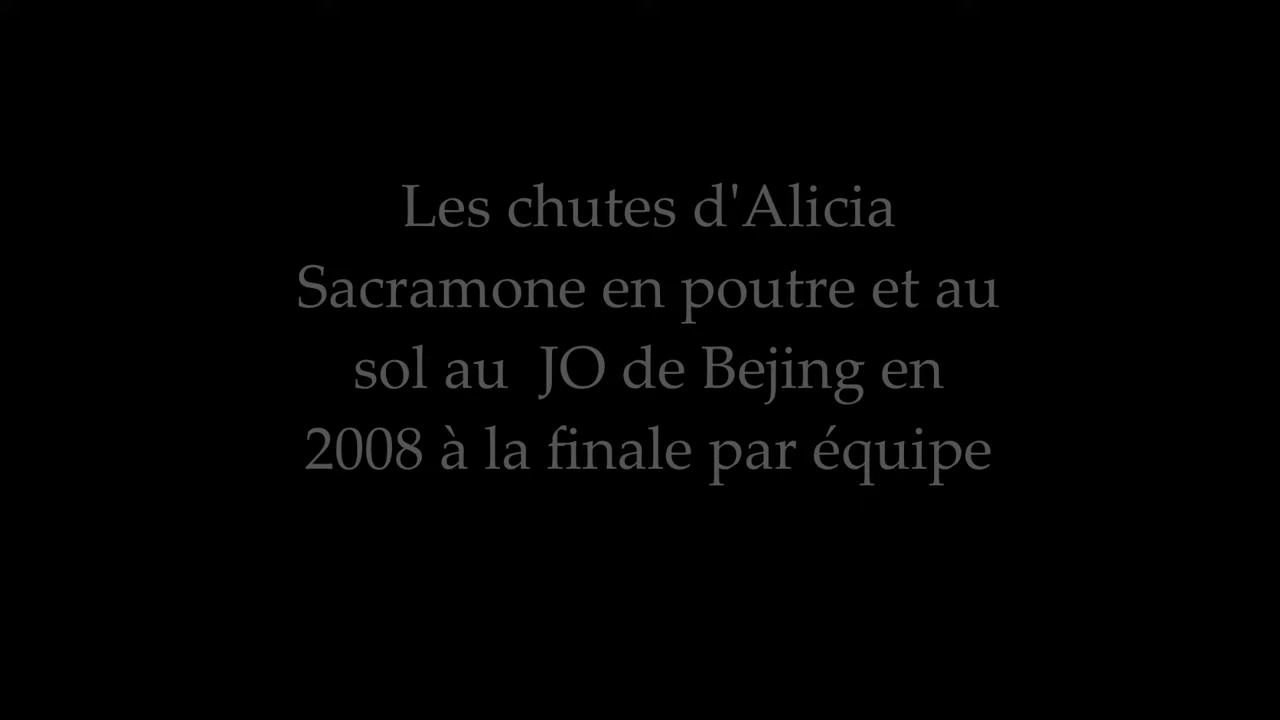 Les chutes d'Alicia
Sacramone en poutre et au
sol au  JO de Bejing en
2008 à la finale par équipe